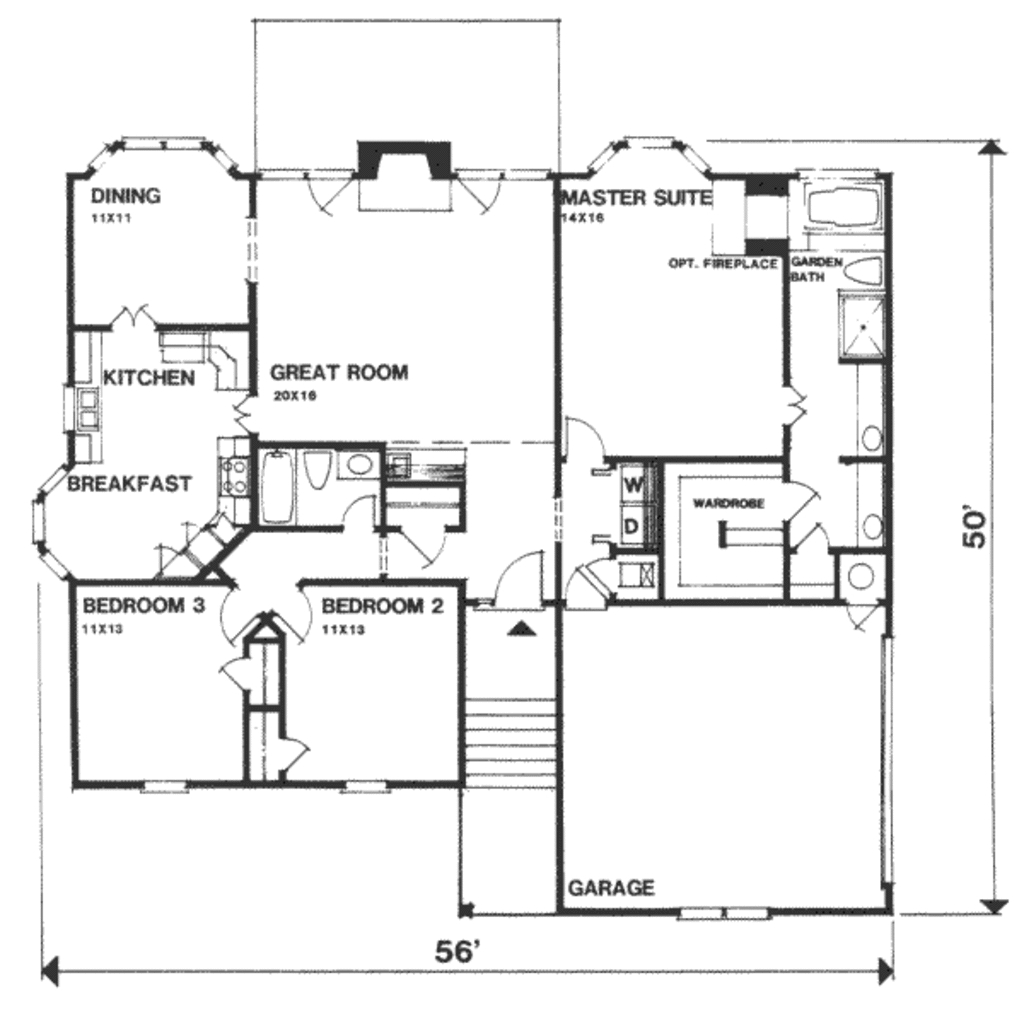 DINING
11X11
MASTER SUITE
14X16
OPT. FIREPLACE
GARDEN
BATH
KITCHEN
GREAT ROOM
20X16
BREAKFAST
W
D
WARDROBE
50'
BEDROOM 3
11X13
BEDROOM 2
11X13
GARAGE
56'